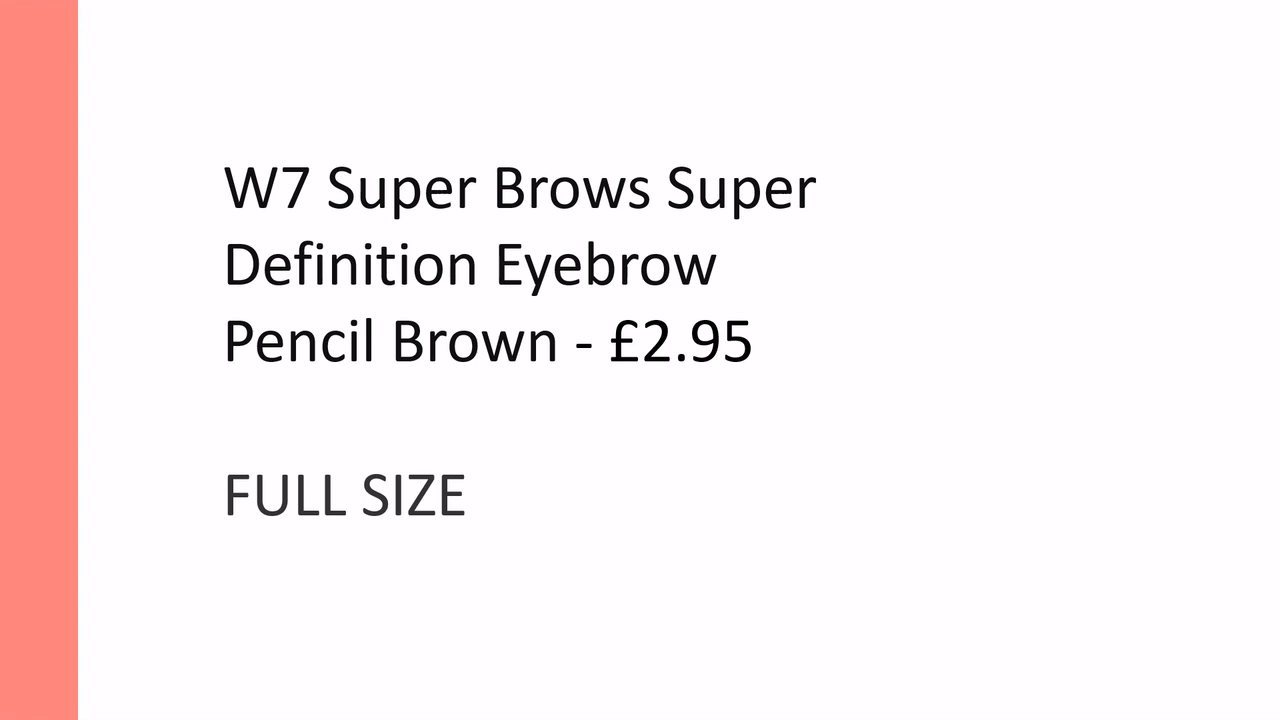 W7 Super Brows Super
Definition Eyebrow
Pencil Brown - £2.95
FULL SIZE